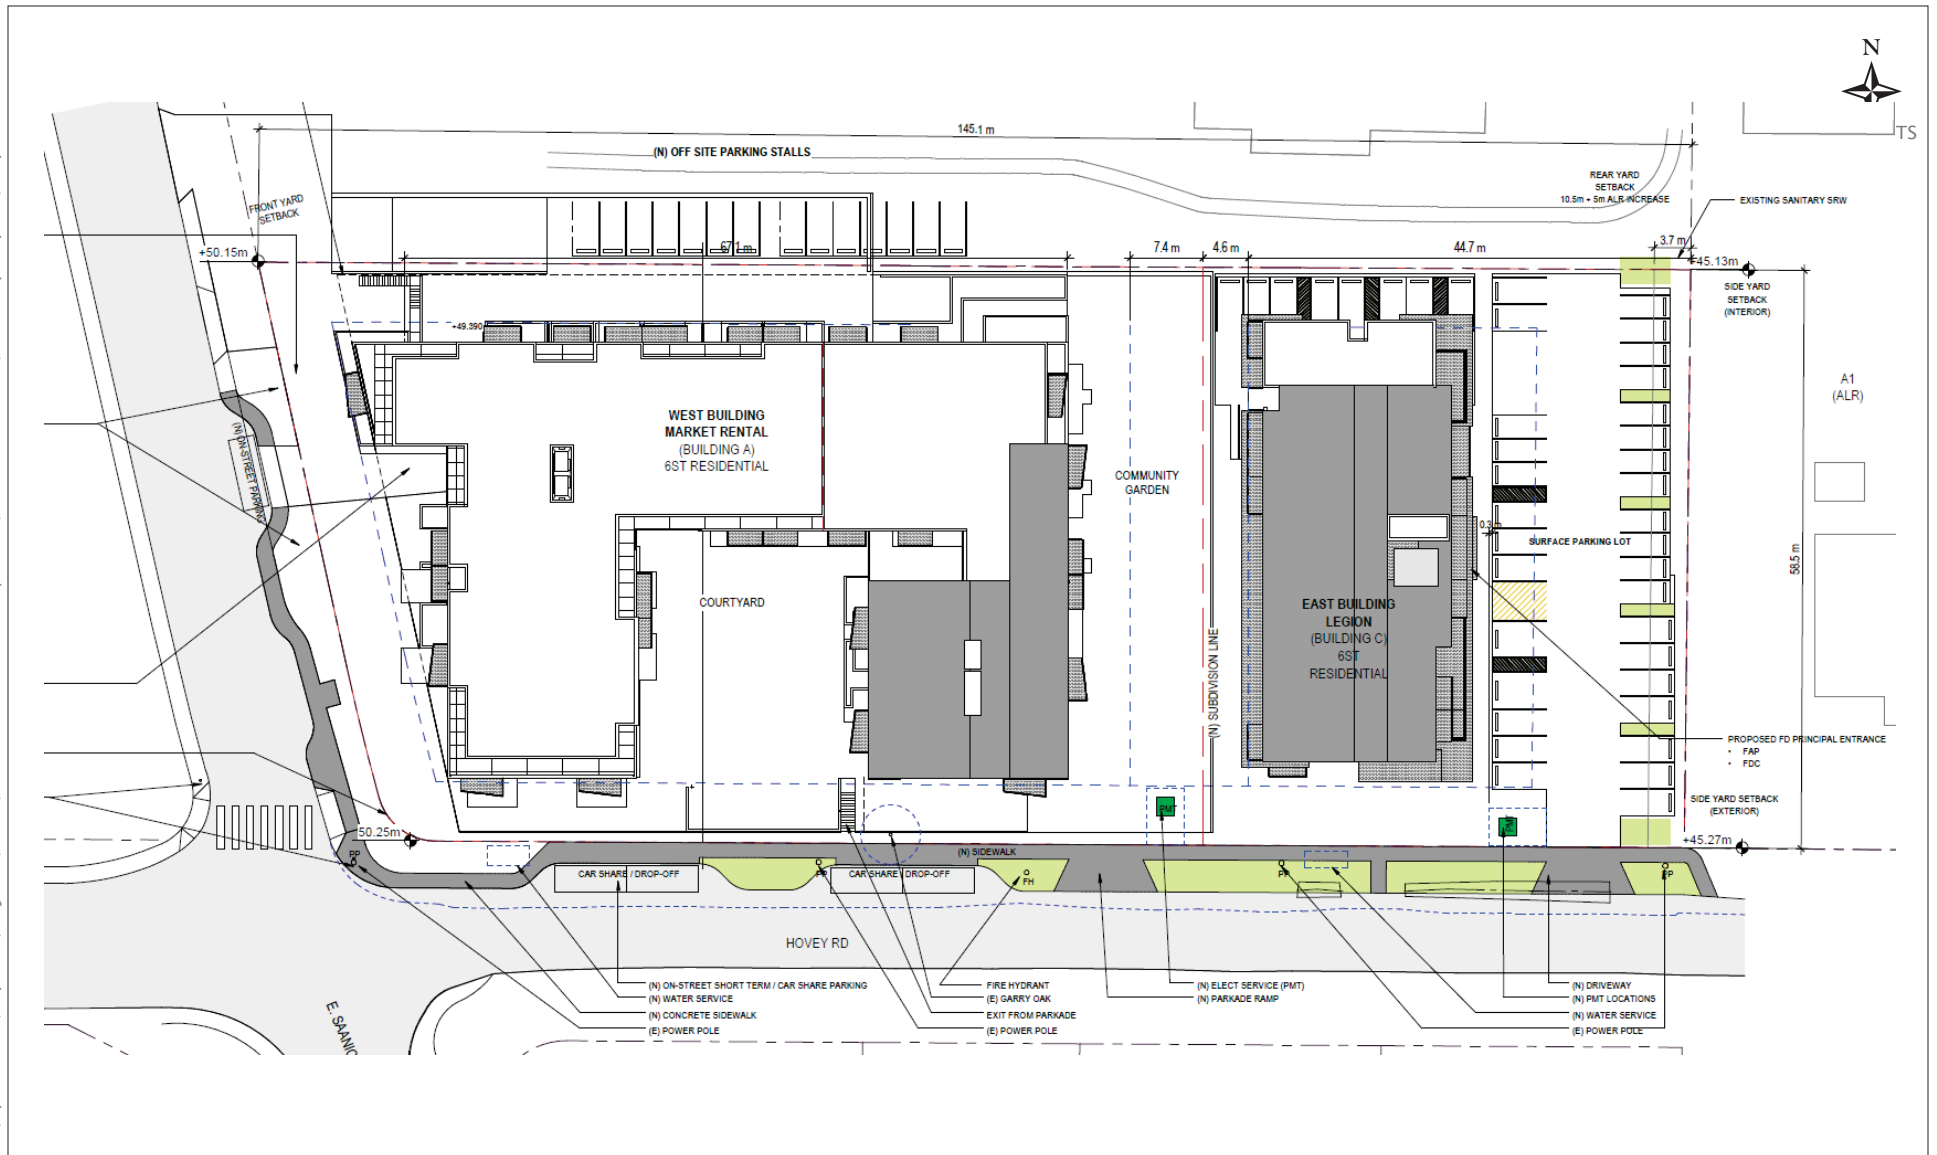 N
TS
145.1 m
(N) OFF SITE PARKING STALLS
REAR YARD
SETBACK
10.5m + 5m ALR INCREASE
EXISTING SANITARY SRW
FRONT YARD
SETBACK
+50.15m
67.1 m
7.4 m
4.6 m
44.7 m
3.7 m
+45.13m
SIDE YARD
SETBACK
(INTERIOR)
+49.390
A1
(ALR)
WEST BUILDING
MARKET RENTAL
(BUILDING A)
6ST RESIDENTIAL
(N) ON-STREET PARKING
COMMUNITY
GARDEN
0.3 m
SURFACE PARKING LOT
58.5 m
COURTYARD
EAST BUILDING
LEGION
(BUILDING C)
6ST
RESIDENTIAL
(N) SUBDIVISION LINE
PROPOSED FD PRINCIPAL ENTRANCE
• FAP
• FDC
SIDE YARD SETBACK
(EXTERIOR)
PMT
PMT
50.25m
+45.27m
(N) SIDEWALK
PP
CAR SHARE / DROP-OFF
PP
CAR SHARE / DROP-OFF
FH
PP
PP
HOVEY RD
E. SAANIC
(N) ON-STREET SHORT TERM / CAR SHARE PARKING
(N) WATER SERVICE
(N) CONCRETE SIDEWALK
(E) POWER POLE
FIRE HYDRANT
(E) GARRY OAK
EXIT FROM PARKADE
(E) POWER POLE
(N) ELECT SERVICE (PMT)
(N) PARKADE RAMP
(N) DRIVEWAY
(N) PMT LOCATIONS
(N) WATER SERVICE
(E) POWER POLE